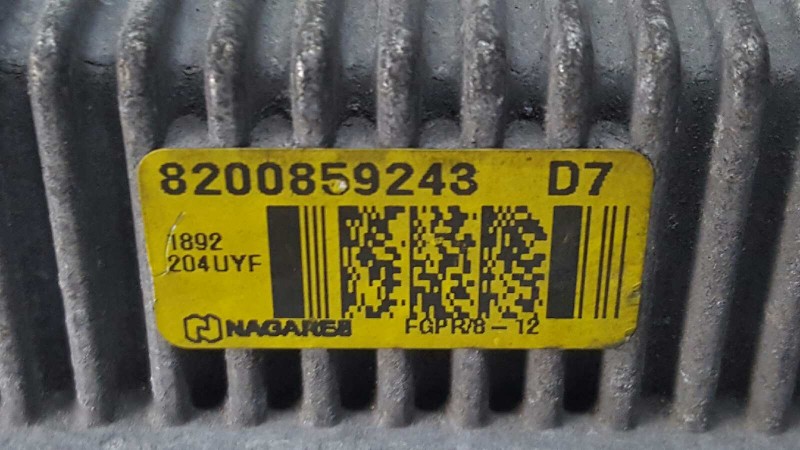 8200859243 D7
1892
204UYF
NAGARES
FGPR/8-12